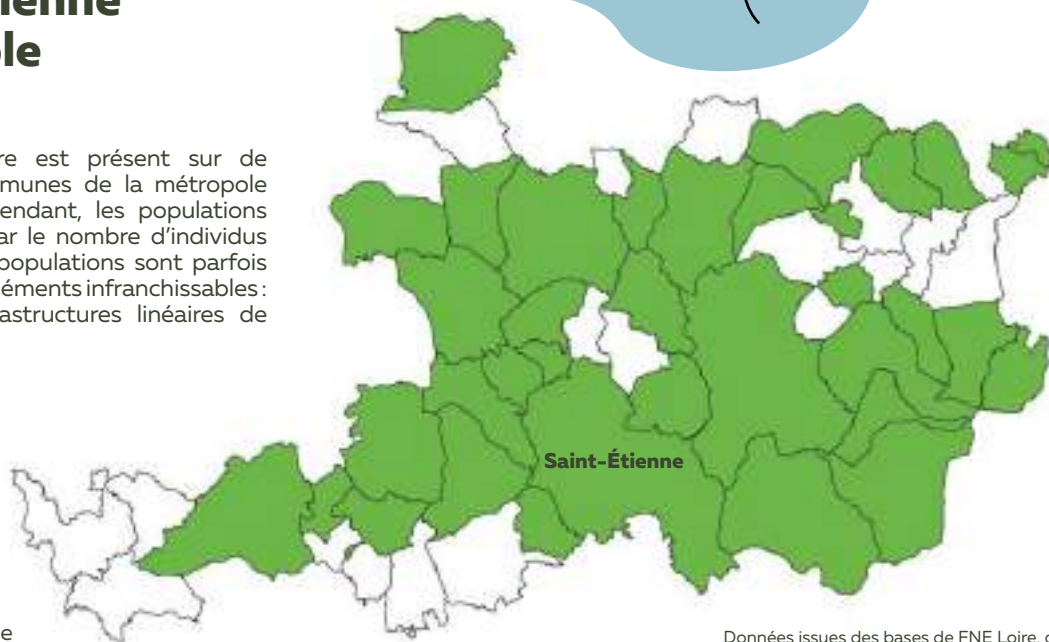 ienne
le
re est présent sur de
munes de la métropole
endant, les populations
ar le nombre d'individus
populations sont parfois
léments infranchissables :
astructures linéaires de
Saint-Étienne
e
Données issues des bases de FNE Loire,